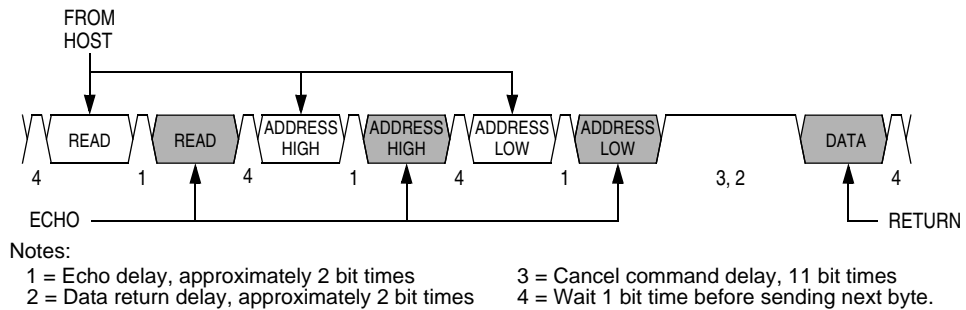 FROM
HOST
READ
READ
ADDRESS
HIGH
ADDRESS
HIGH
ADDRESS
LOW
ADDRESS
LOW
DATA
4 1 4 1 4 1 3, 2 4
ECHO
RETURN
Notes:
1 = Echo delay, approximately 2 bit times
2 = Data return delay, approximately 2 bit times
3 = Cancel command delay, 11 bit times
4 = Wait 1 bit time before sending next byte.